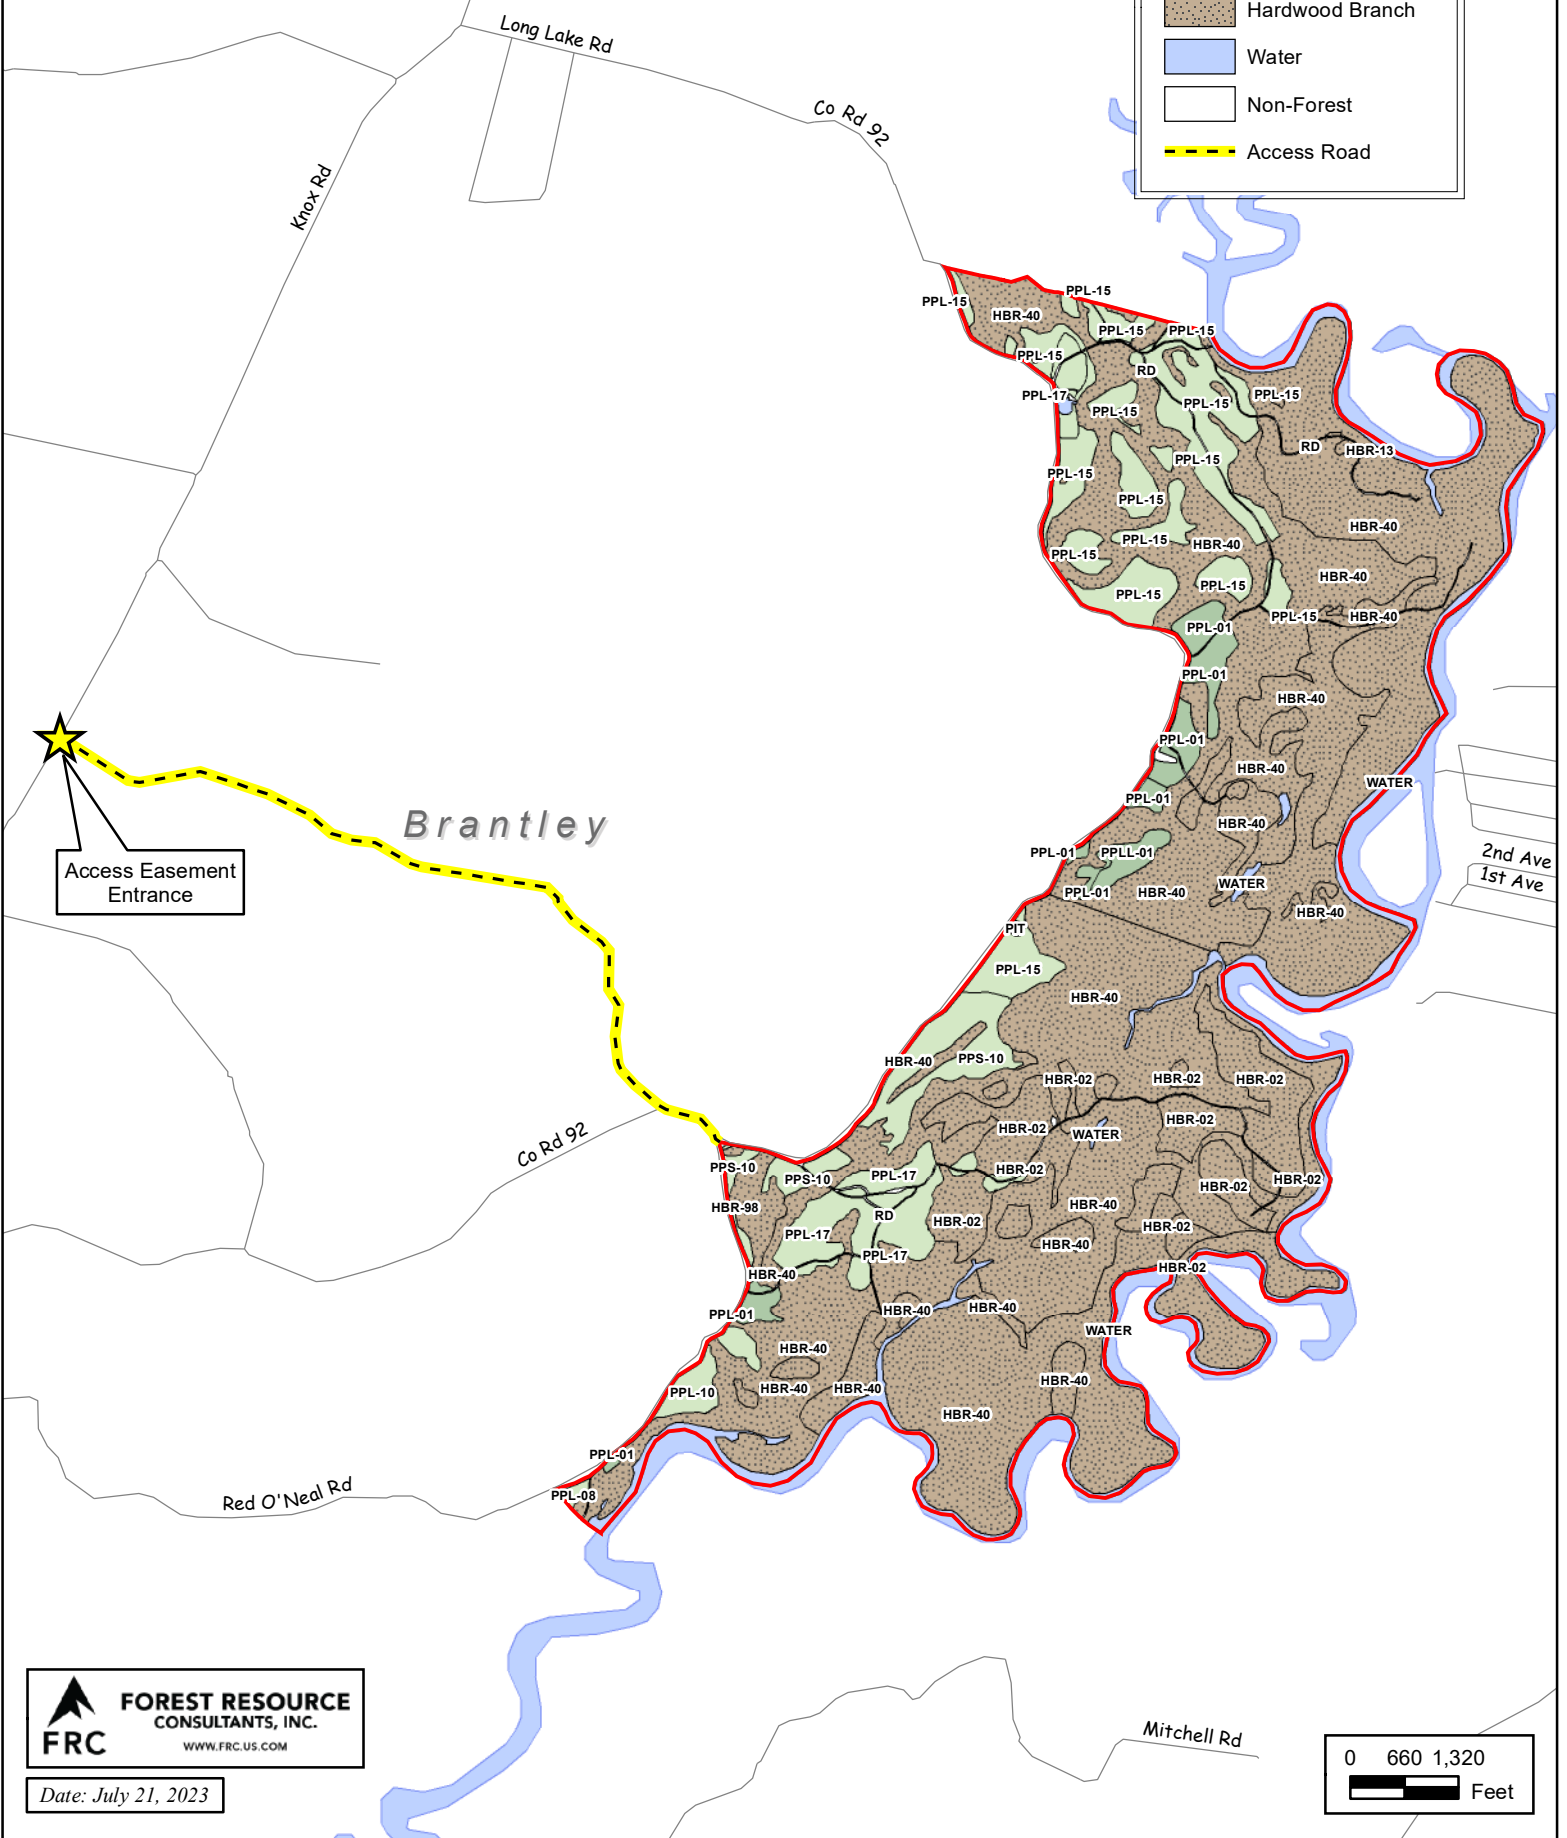 Hardwood Branch
Water
Non-Forest
Access Road
Long Lake Rd
Co Rd 92
Knox Rd
PPL-15
PPL-15
HBR-40
PPL-15
PPL-15
PPL-15
RD
PPL-17
PPL-15
PPL-15
PPL-15
RD
HBR-13
PPL-15
PPL-15
PPL-15
HBR-40
PPL-15
HBR-40
PPL-15
HBR-40
PPL-15
PPL-15
PPL-15
HBR-40
PPL-01
PPL-01
HBR-40
PPL-01
HBR-40
WATER
PPL-01
HBR-40
Brantley
2nd Ave
1st Ave
Access Easement
Entrance
PPL-01
PPLL-01
PPL-01
HBR-40
WATER
HBR-40
PIT
PPL-15
HBR-40
HBR-40
PPS-10
HBR-02
HBR-02
HBR-02
HBR-02
HBR-02
WATER
Co Rd 92
PPS-10
PPS-10
PPL-17
HBR-02
HBR-02
HBR-02
HBR-98
RD
HBR-02
HBR-40
HBR-02
PPL-17
PPL-17
HBR-40
HBR-40
HBR-02
PPL-01
HBR-40
HBR-40
WATER
HBR-40
PPL-10
HBR-40
HBR-40
HBR-40
HBR-40
PPL-01
PPL-08
Red O'Neal Rd
FRC
FOREST RESOURCE
CONSULTANTS, INC.
WWW.FRC.US.COM
Date: July 21, 2023
Mitchell Rd
0 660 1,320
Feet